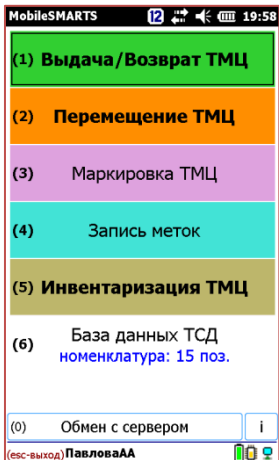 MobileSMARTS 12 19:58
(1) Выдача/Возврат ТМЦ
(2) Перемещение ТМЦ
(3) Маркировка ТМЦ
(4) Запись меток
(5) Инвентаризация ТМЦ
(6) База данных ТСД
номенклатура: 15 поз.
(0) Обмен с сервером i
(esc-выход) ПавловаАА